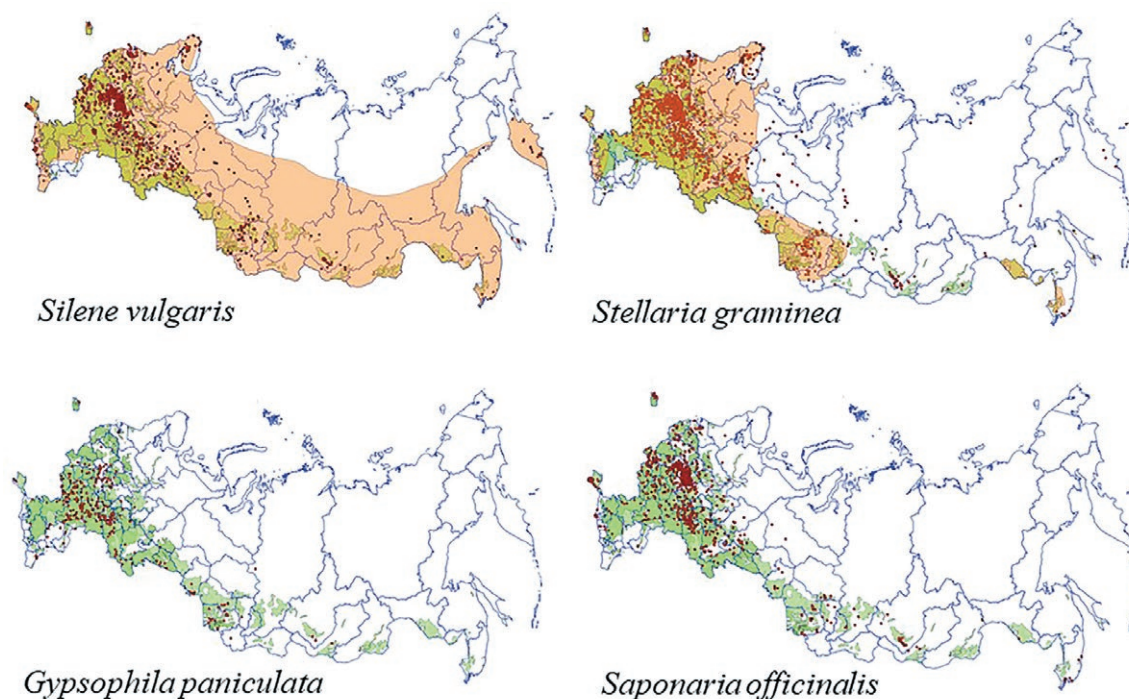 Silene vulgaris
Stellaria graminea
Gypsophila paniculata
Saponaria officinalis